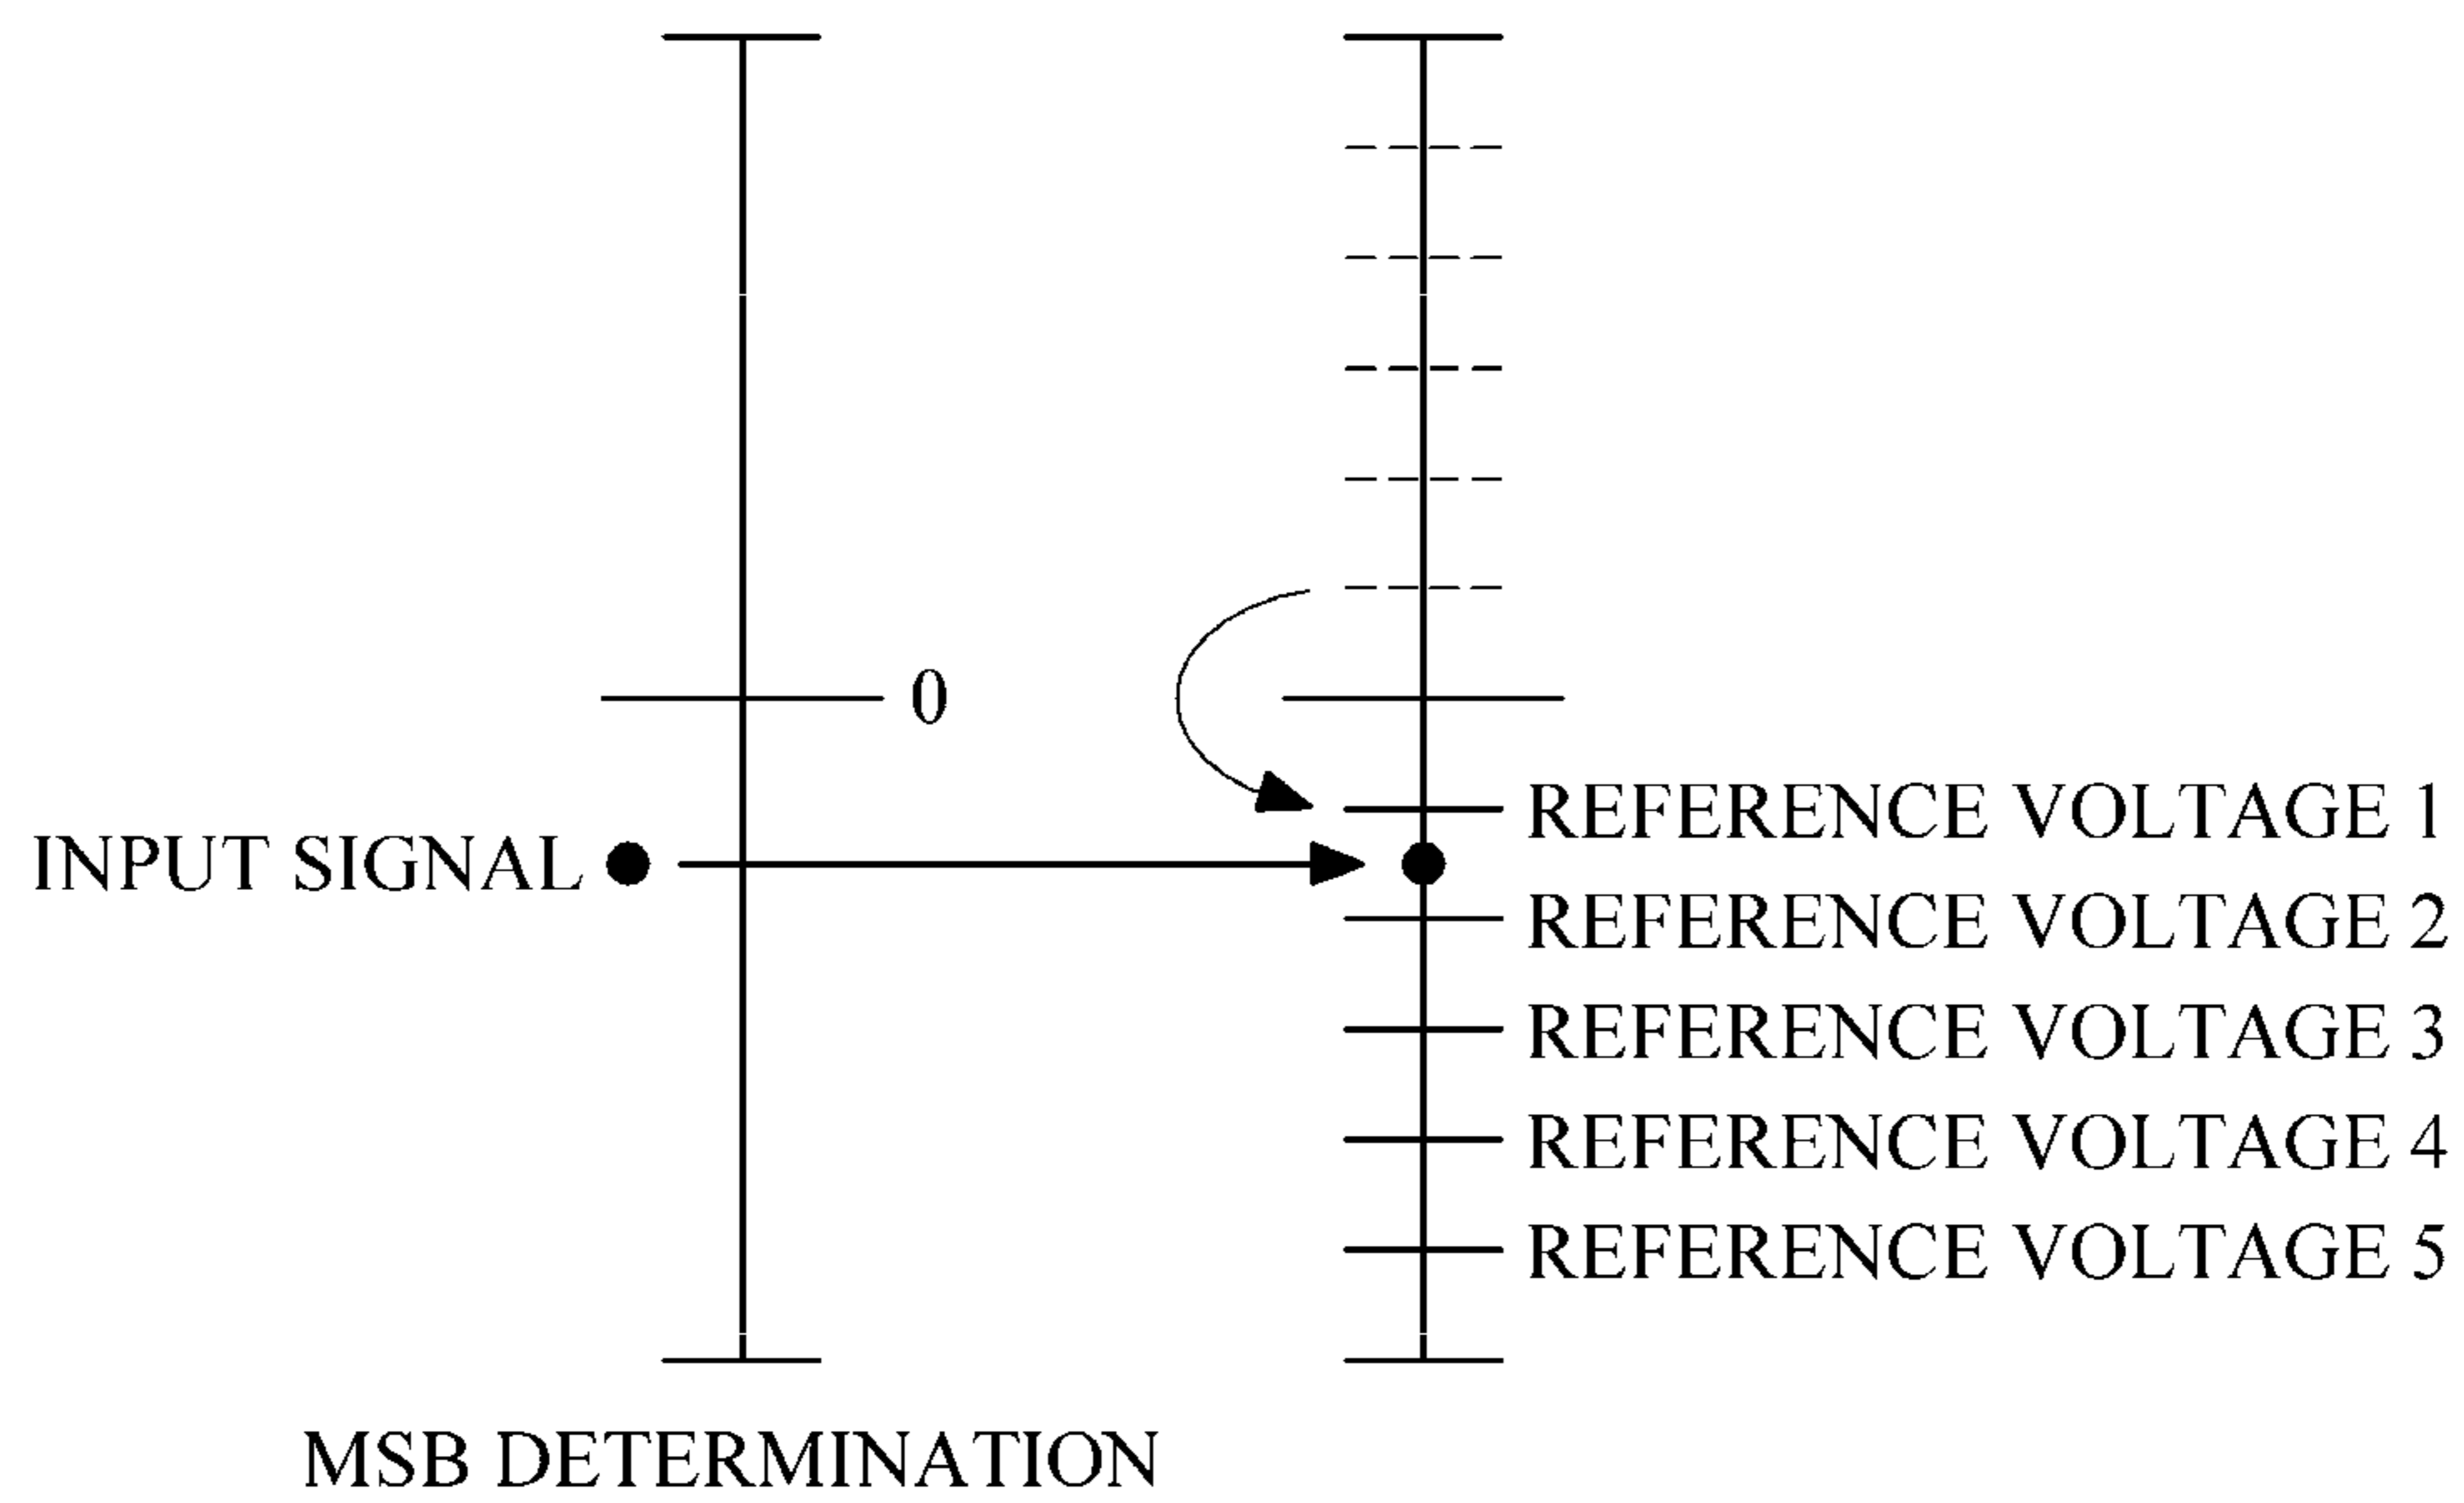 0
REFERENCE VOLTAGE 1
INPUT SIGNAL
REFERENCE VOLTAGE 2
REFERENCE VOLTAGE 3
REFERENCE VOLTAGE 4
REFERENCE VOLTAGE 5
MSB DETERMINATION